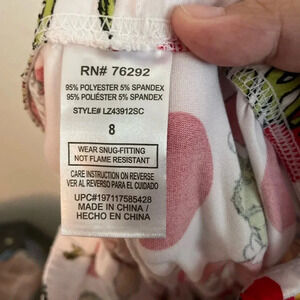 RN# 76292
95% POLYESTER 5% SPANDEX
95% POLIÉSTER 5% SPANDEX
STYLE# LZ43912SC
8
WEAR SNUG-FITTING
NOT FLAME RESISTANT
CARE INSTRUCTION ON REVERSE
VER AL REVERSO PARA EL CUIDADO
UPC#197117585428
MADE IN CHINA /
HECHO EN CHINA